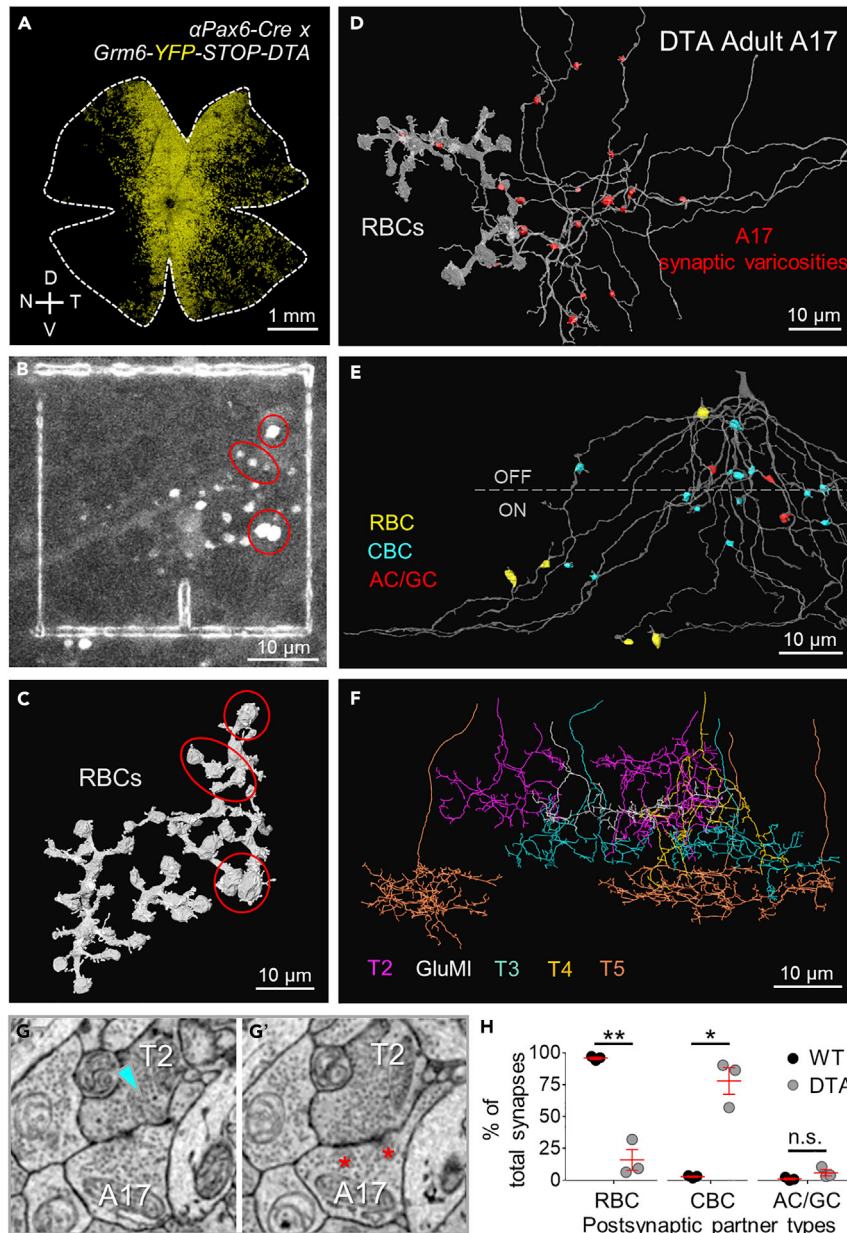 A
αPax6-Cre x
Grm6-YFP-STOP-DTA
D
N T
V
1 mm
B
10 µm
C
RBCs
10 µm
D
DTA Adult A17
RBCs
A17
synaptic varicosities
10 µm
E
OFF
ON
RBC
CBC
AC/GC
10 µm
F
T2 GluMI T3 T4 T5
10 µm
G
T2
A17
*
*
G'
T2
A17
H
**
*
n.s.
WT
DTA
% of
total synapses
100
75
50
25
0
RBC CBC AC/GC
Postsynaptic partner types